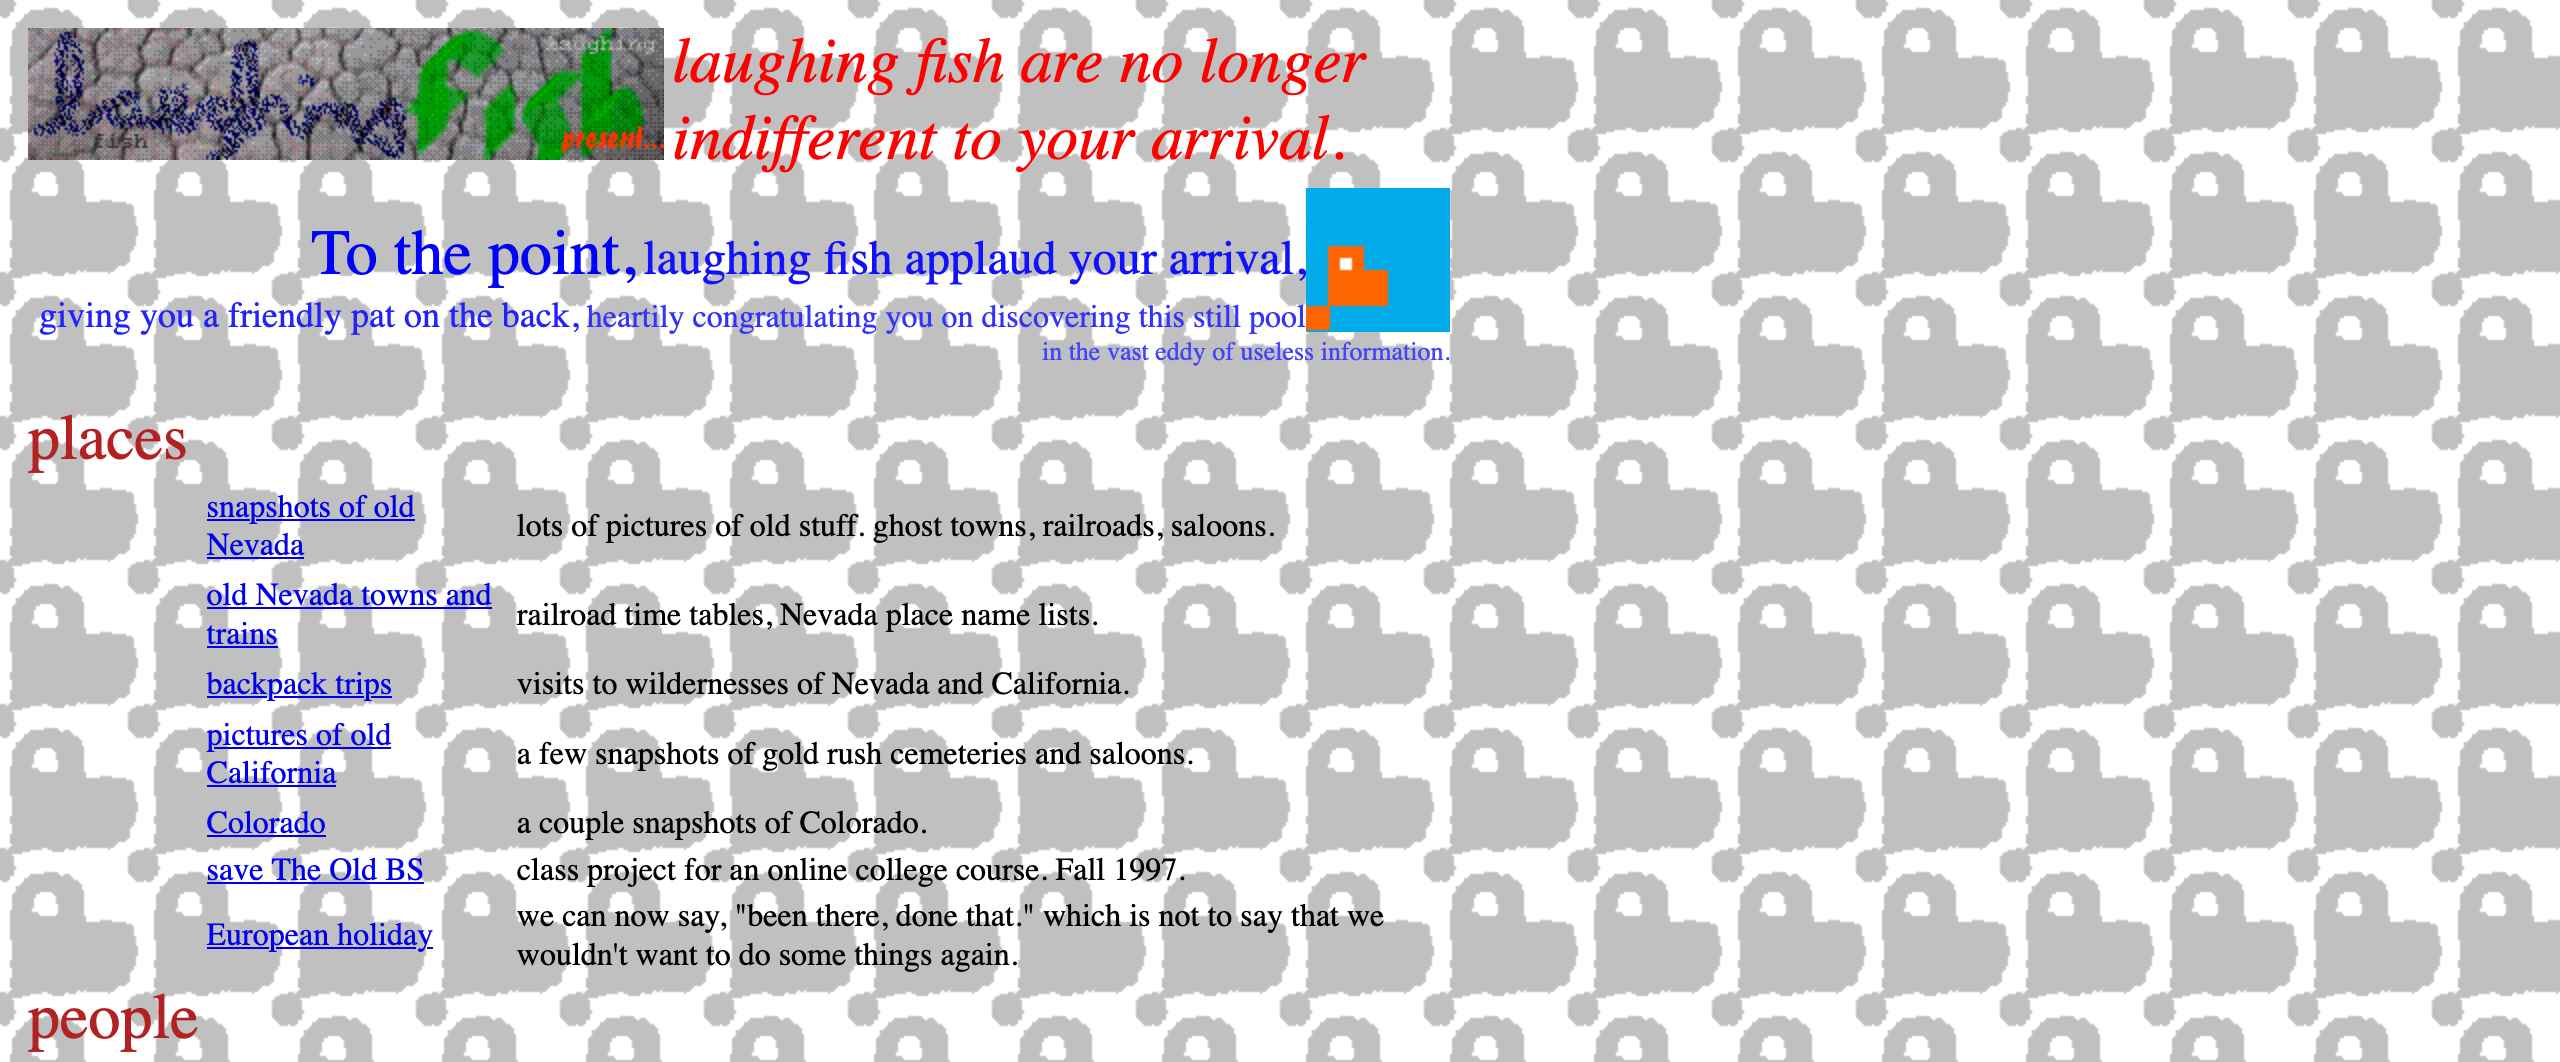 laughing
laughing fish
fish
present...
laughing fish are no longer
indifferent to your arrival.
To the point, laughing fish applaud your arrival,
giving you a friendly pat on the back, heartily congratulating you on discovering this still pool
in the vast eddy of useless information.
places
snapshots of old
Nevada
lots of pictures of old stuff. ghost towns, railroads, saloons.
old Nevada towns and
trains
railroad time tables, Nevada place name lists.
backpack trips
visits to wildernesses of Nevada and California.
pictures of old
California
a few snapshots of gold rush cemeteries and saloons.
Colorado
a couple snapshots of Colorado.
save The Old BS
class project for an online college course. Fall 1997.
European holiday
we can now say, "been there, done that." which is not to say that we
wouldn't want to do some things again.
people